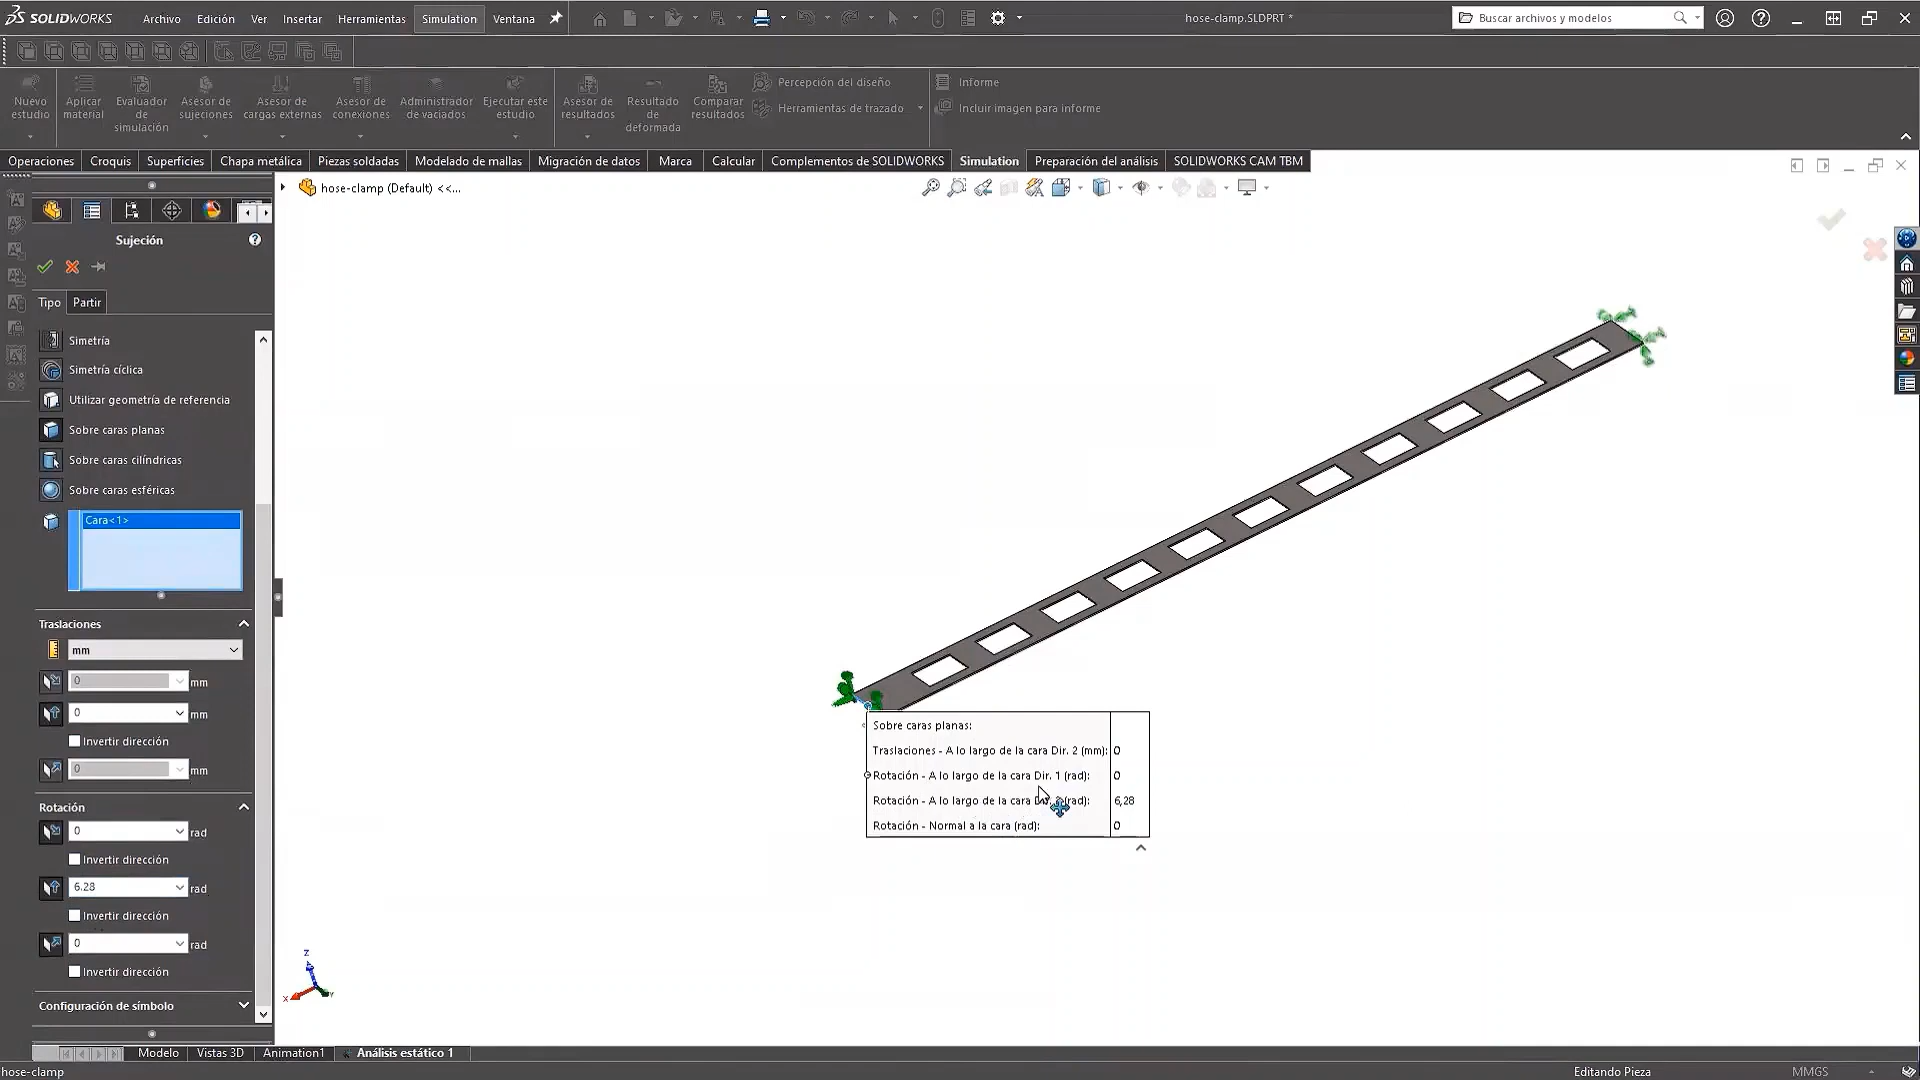 SOLIDWORKS
Archivo Edición Ver Insertar Herramientas Simulation Ventana
hose-clamp.SLDPRT *
Buscar archivos y modelos
Nuevo estudio
Aplicar material
Evaluador de simulación
Asesor de sujeciones
Asesor de cargas externas
Asesor de conexiones
Administrador de vaciados
Ejecutar este estudio
Asesor de resultados
Resultado de deformada
Comparar resultados
Percepción del diseño
Herramientas de trazado
Informe
Incluir imagen para informe
Operaciones Croquis Superficies Chapa metálica Piezas soldadas Modelado de mallas Migración de datos Marca Calcular Complementos de SOLIDWORKS Simulation Preparación del análisis SOLIDWORKS CAM TBM
hose-clamp (Default) <<...
Sujeción
Tipo Partir
Simetría
Simetría cíclica
Utilizar geometría de referencia
Sobre caras planas
Sobre caras cilíndricas
Sobre caras esféricas
Cara<1>
Traslaciones
mm
0 mm
0 mm
Invertir dirección
0 mm
Rotación
0 rad
Invertir dirección
6.28 rad
Invertir dirección
0 rad
Invertir dirección
Configuración de símbolo
Sobre caras planas:
Traslaciones - A lo largo de la cara Dir. 2 (mm): 0
Rotación - A lo largo de la cara Dir. 1 (rad): 0
Rotación - A lo largo de la cara (rad): 6,28
Rotación - Normal a la cara (rad): 0
Z
X
Y
Modelo Vistas 3D Animation1 Análisis estático 1
hose-clamp
Editando Pieza
MMGS